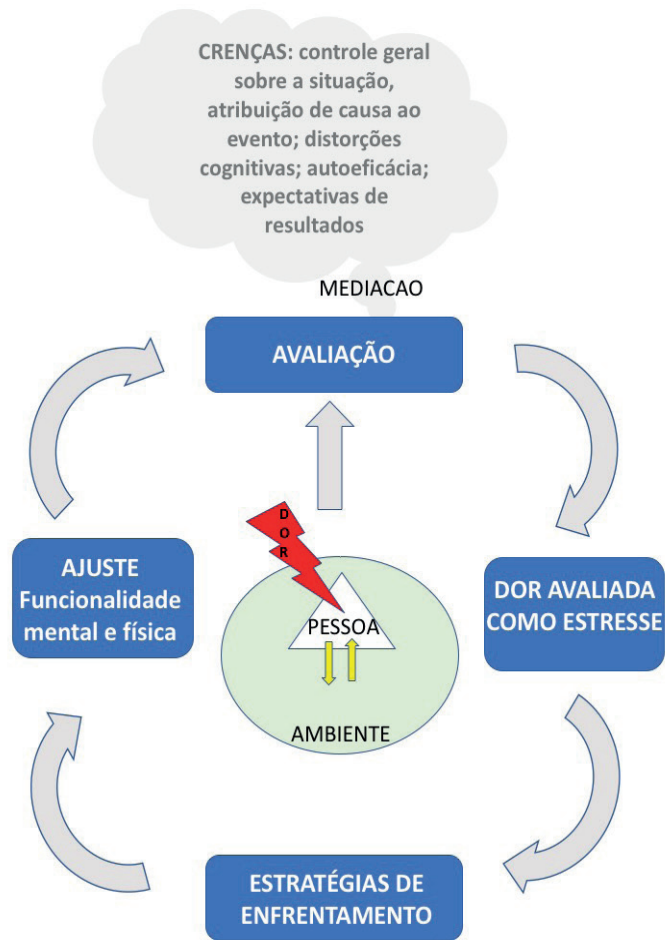 CRENÇAS: controle geral
sobre a situação,
atribuição de causa ao
evento; distorções
cognitivas; autoeficácia;
expectativas de
resultados
MEDIACAO
AVALIAÇÃO
DOR
AJUSTE
Funcionalidade
mental e física
PESSOA
DOR AVALIADA
COMO ESTRESSE
AMBIENTE
ESTRATÉGIAS DE
ENFRENTAMENTO